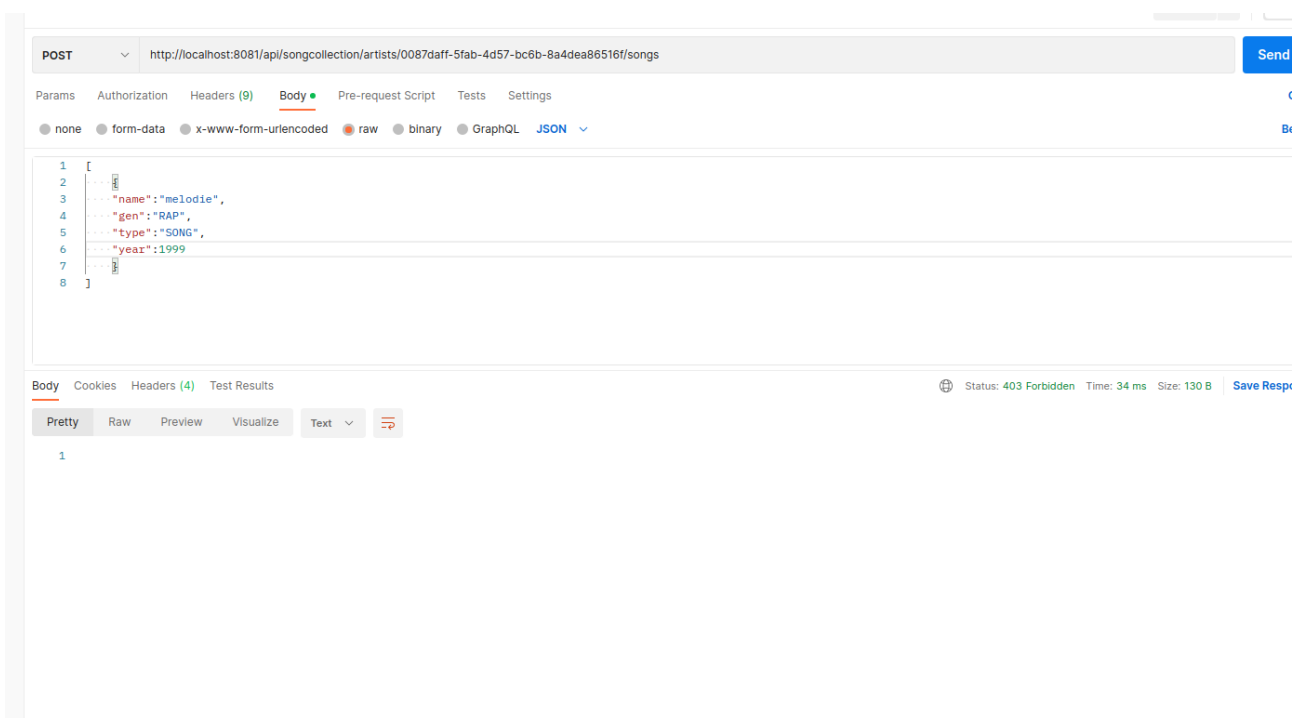 POST http://localhost:8081/api/songcollection/artists/0087daff-5fab-4d57-bc6b-8a4dea86516f/songs Send
Params Authorization Headers (9) Body Pre-request Script Tests Settings
none form-data x-www-form-urlencoded raw binary GraphQL JSON Be
1 [
2 {
3 "name":"melodie",
4 "gen":"RAP",
5 "type":"SONG",
6 "year":1999
7 }
8 ]
Body Cookies Headers (4) Test Results Status: 403 Forbidden Time: 34 ms Size: 130 B Save Respo
Pretty Raw Preview Visualize Text
1